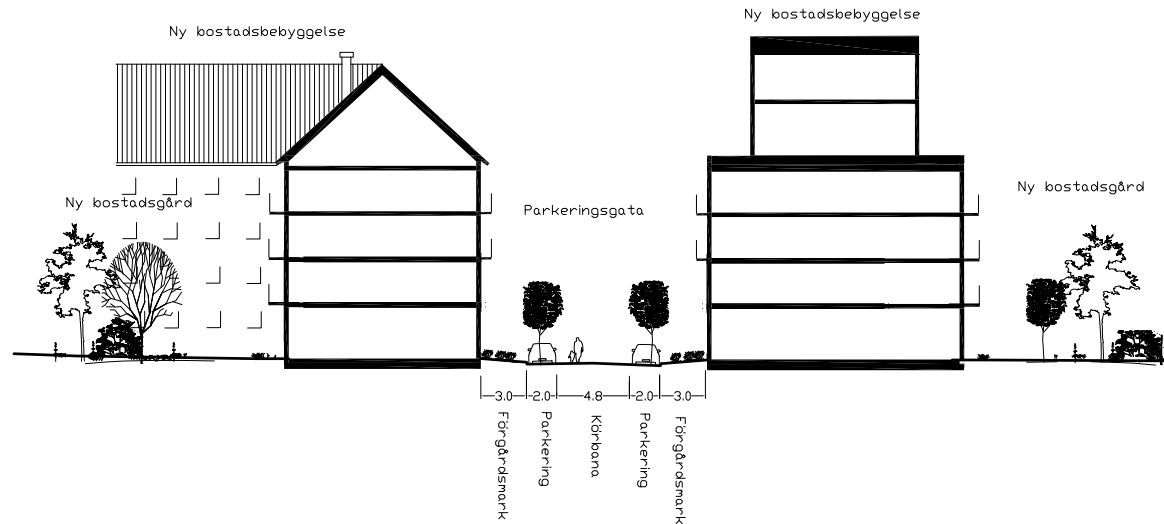 Ny bostadsbebyggelse
Ny bostadsbebyggelse
Ny bostadsgård
Parkeringsgata
Ny bostadsgård
3.0 2.0 4.8 2.0 3.0
Förgårdsmark
Parkering
Körbana
Parkering
Förgårdsmark